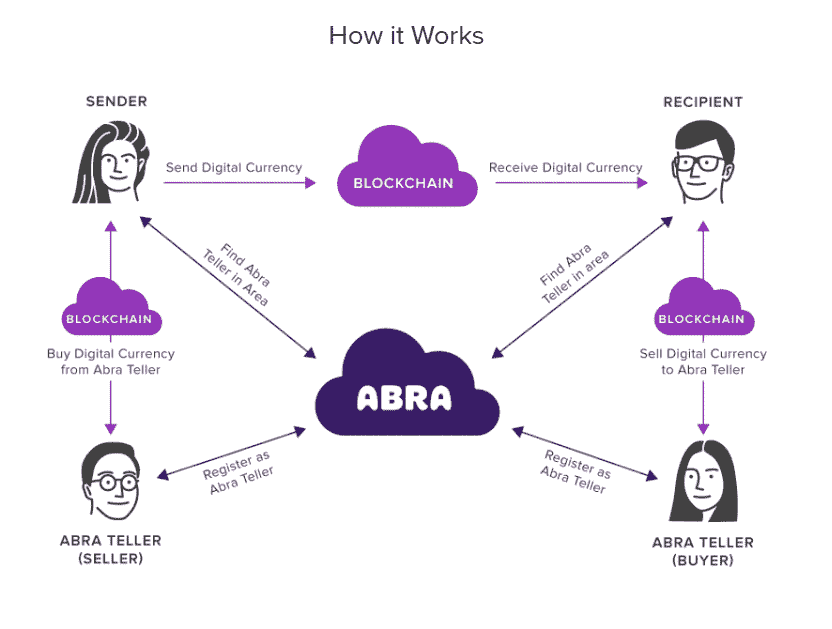 How it Works
SENDER
RECIPIENT
Send Digital Currency
BLOCKCHAIN
Receive Digital Currency
Find Abra
Teller in Area
Find Abra
Teller in area
BLOCKCHAIN
Buy Digital Currency
from Abra Teller
BLOCKCHAIN
Sell Digital Currency
to Abra Teller
ABRA
Register as
Abra Teller
Register as
Abra Teller
ABRA TELLER
(SELLER)
ABRA TELLER
(BUYER)